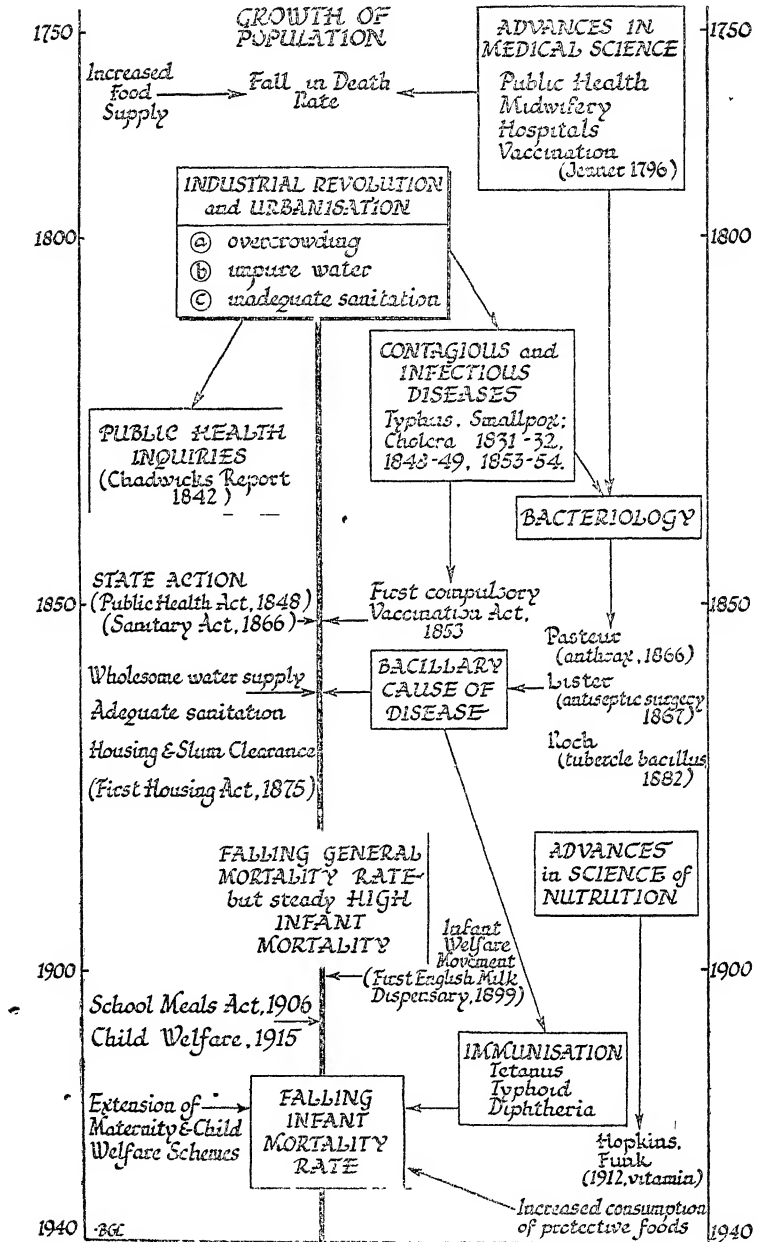 1750
GROWTH OF
POPULATION
Increased
Food
Supply
Fall in Death
Rate
ADVANCES IN
MEDICAL SCIENCE
Public Health
Midwifery
Hospitals
Vaccination
(Jenner 1796)
1750
INDUSTRIAL REVOLUTION
and URBANISATION
ⓐ overcrowding
ⓑ impure water
ⓒ inadequate sanitation
1800
1800
CONTAGIOUS and
INFECTIOUS
DISEASES
Typhus, Smallpox;
Cholera 1831-32,
1848-49, 1853-54.
PUBLIC HEALTH
INQUIRIES
(Chadwicks Report
1842)
BACTERIOLOGY
1850
STATE ACTION
(Public Health Act, 1848)
(Sanitary Act, 1866)
First compulsory
Vaccination Act,
1853
1850
Pasteur
(anthrax, 1866)
Lister
(antiseptic surgery
1867)
Koch
(tubercle bacillus,
1882)
Wholesome water supply
Adequate sanitation
Housing & Slum Clearance
(First Housing Act, 1875)
BACILLARY
CAUSE OF
DISEASE
FALLING GENERAL
MORTALITY RATE-
but steady HIGH
INFANT
MORTALITY
ADVANCES
in SCIENCE of
NUTRUTION
Infant
Welfare
Movement
(First English Milk
Dispensary, 1899)
1900
1900
School Meals Act, 1906
Child Welfare, 1915
IMMUNISATION
Tetanus
Typhoid
Diphtheria
Extension of
Maternity & Child
Welfare Schemes
FALLING
INFANT
MORTALITY
RATE
Hopkins,
Funk
(1912, vitamin)
Increased consumption
of protective foods
1940
-BGL
1940